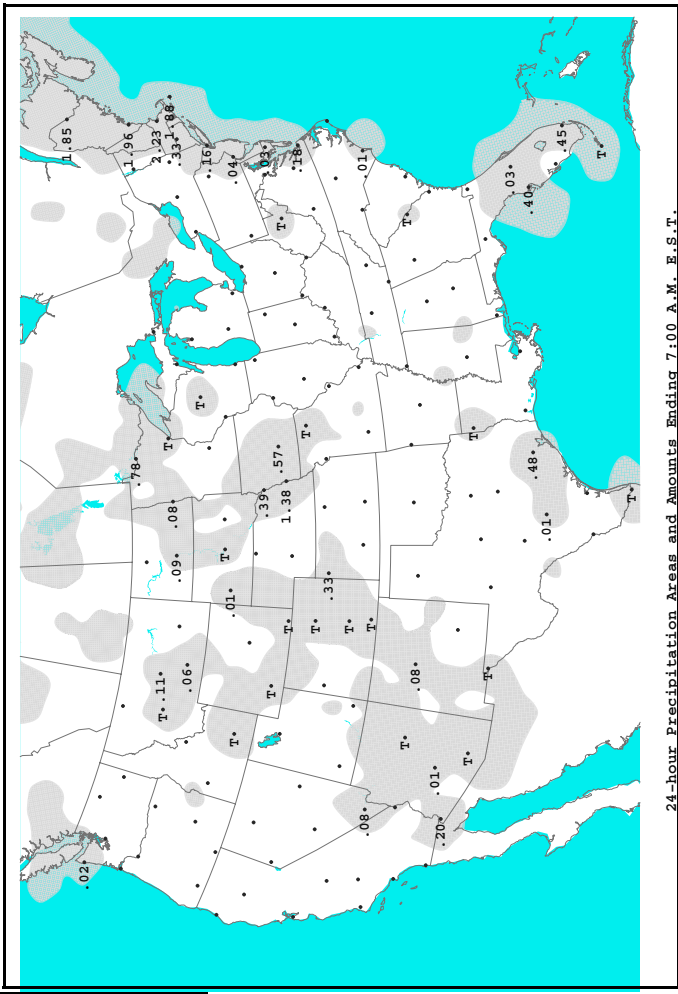 1.85
.02
1.96
.78
2.23
.11
T
T
1.88
.08
.09
.33
.06
T
.16
T
.01
.04
T
.39
.03
T
.57
T
1.38
T
.18
T
T
.33
T
.01
.08
T
T
T
.08
.01
.20
T
T
T
.03
.40
.48
.01
.45
T
T
24-hour Precipitation Areas and Amounts Ending 7:00 A.M. E.S.T.